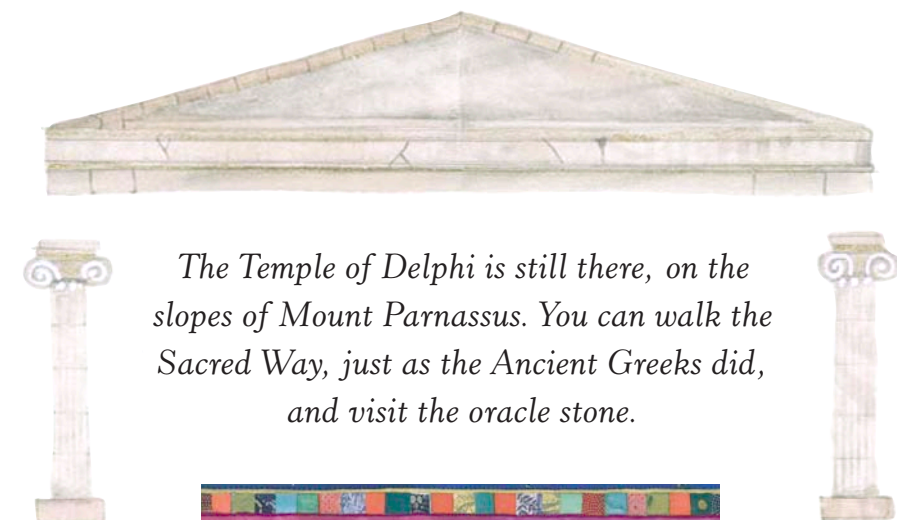 The Temple of Delphi is still there, on the
slopes of Mount Parnassus. You can walk the
Sacred Way, just as the Ancient Greeks did,
and visit the oracle stone.